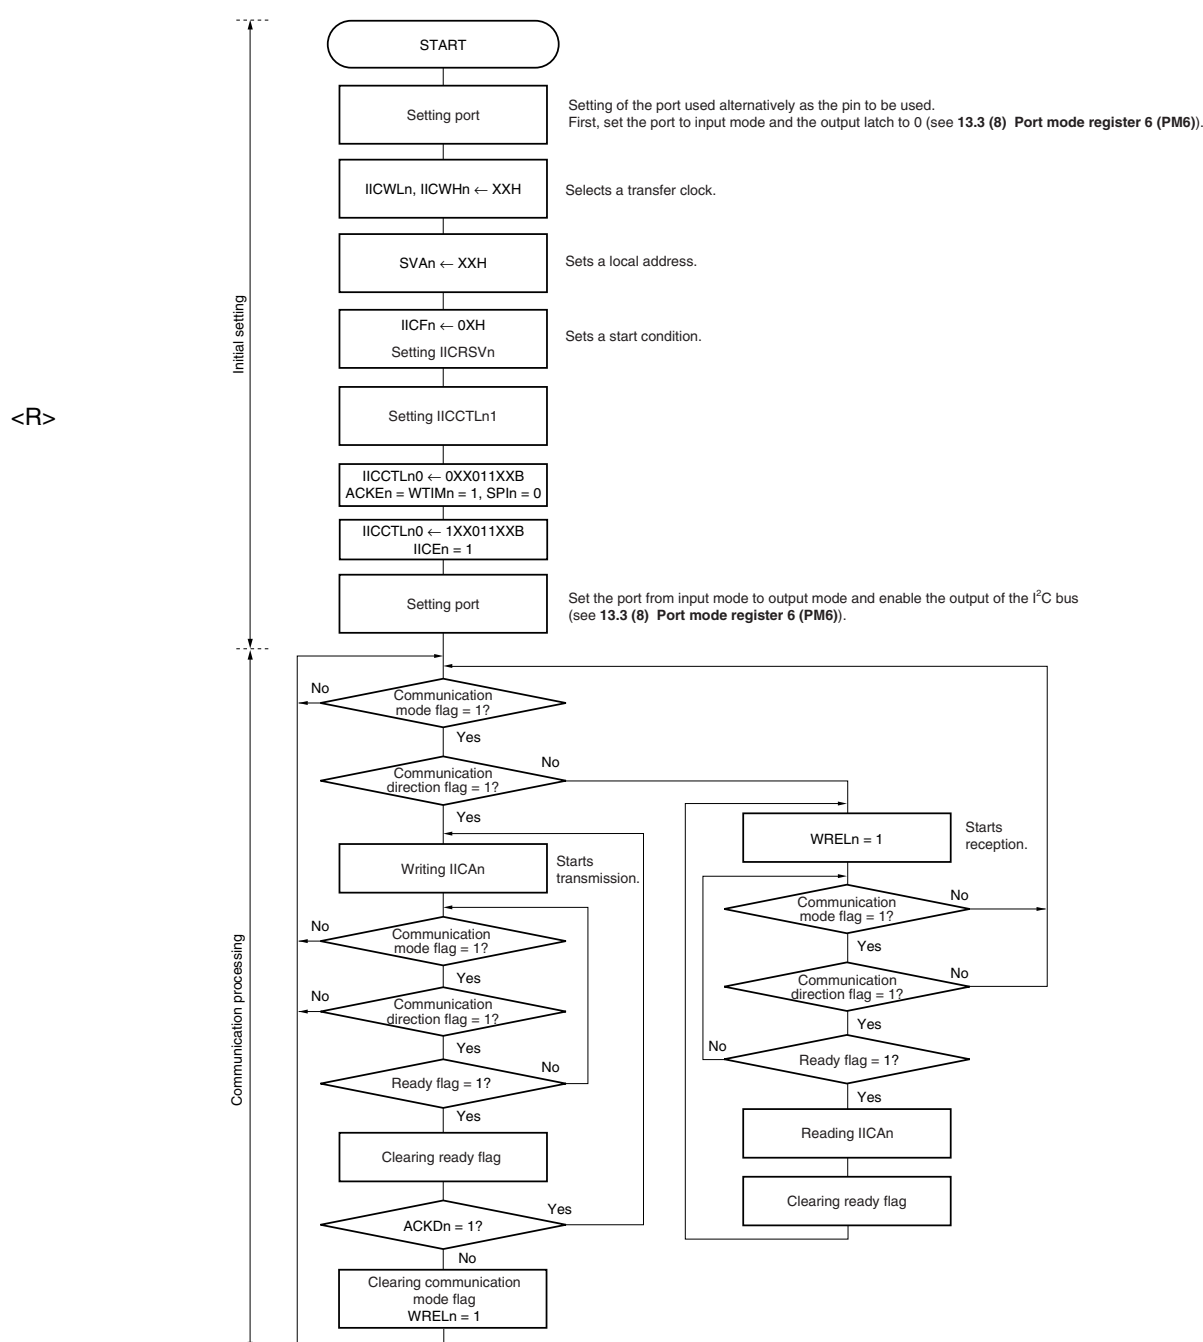 START
Setting port
Setting of the port used alternatively as the pin to be used.
First, set the port to input mode and the output latch to 0 (see 13.3 (8) Port mode register 6 (PM6)).
IICWLn, IICWHn ← XXH
Selects a transfer clock.
SVAn ← XXH
Sets a local address.
Initial setting
IICFn ← 0XH
Setting IICRSVn
Sets a start condition.
<R>
Setting IICCTLn1
IICCTLn0 ← 0XX011XXB
ACKEn = WTIMn = 1, SPIn = 0
IICCTLn0 ← 1XX011XXB
IICEn = 1
Setting port
Set the port from input mode to output mode and enable the output of the I²C bus
(see 13.3 (8) Port mode register 6 (PM6)).
Communication processing
No
Communication
mode flag = 1?
Yes
Communication
direction flag = 1?
No
Yes
Writing IICAn
Starts
transmission.
No
Communication
mode flag = 1?
Yes
No
Communication
direction flag = 1?
Yes
Ready flag = 1?
No
Yes
Clearing ready flag
ACKDn = 1?
Yes
No
Clearing communication
mode flag
WRELn = 1
WRELn = 1
Starts
reception.
Communication
mode flag = 1?
No
Yes
Communication
direction flag = 1?
No
Yes
No
Ready flag = 1?
Yes
Reading IICAn
Clearing ready flag